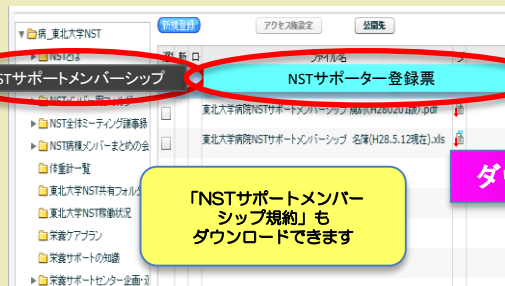 新規登録
アクセス権設定
公開先
病_東北大学NST
NSTとは
選 新 ロ
ファイル名
STサポートメンバーシップ
NSTサポーター登録票
東北大学病院NSTサポートメンバーシップ 規約(H280201版).pdf
NST全体ミーティング議事録
東北大学病院NSTサポートメンバーシップ 名簿(H28.5.12現在).xls
NST病棟メンバーまとめの会
体重計一覧
東北大学NST共有フォルダ
東北大学NST稼働状況
栄養ケアプラン
栄養サポートの知識
栄養サポートセンター企画・運
ダ
「NSTサポートメンバー
シップ規約」も
ダウンロードできます